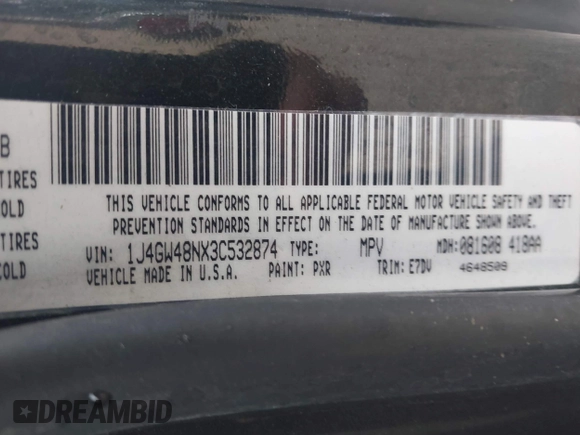 B
TIRES
COLD
TIRES
COLD
THIS VEHICLE CONFORMS TO ALL APPLICABLE FEDERAL MOTOR VEHICLE SAFETY AND THEFT
PREVENTION STANDARDS IN EFFECT ON THE DATE OF MANUFACTURE SHOWN ABOVE.
VIN: 1J4GW48NX3C532874 TYPE: MPV MDH: 081608 418AA
VEHICLE MADE IN U.S.A. PAINT: PXR TRIM: E7DV 4648509
DREAMBID